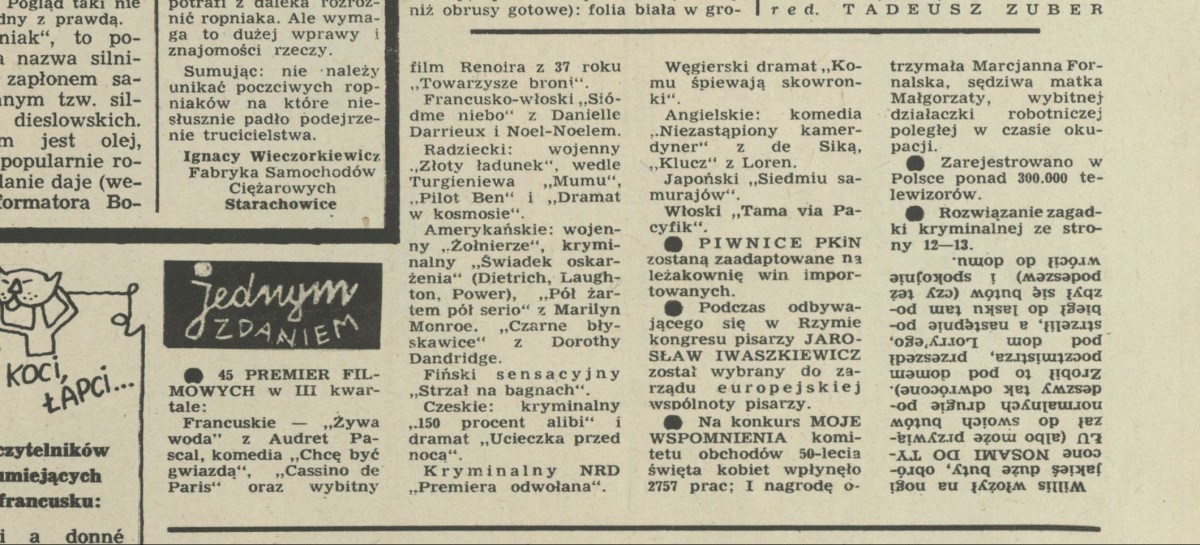 Pogląd taki nie
dny z prawdą.
niak“, to po-
a nazwa silni-
zapłonem sa-
nnym tzw. sil-
dieslowskich.
m jest olej,
popularnie ro-
danie daje (we-
formatora Bo-
potrafi z daleka rozróż-
nić ropniaka. Ale wyma-
ga to dużej wprawy i
znajomości rzeczy.
Sumując: nie należy
unikać poczciwych rop-
niaków na które nie-
słusznie padło podejrze-
nie trucicielstwa.
Ignacy Wieczorkiewicz
Fabryka Samochodów
Ciężarowych
Starachowice
niż obrusy gotowe): folia biała w gro-
red. TADEUSZ ZUBER
KOCI,
ŁAPCI...
czytelników
umiejących
francusku:
i a donné
jednym
ZDANIEM
● 45 PREMIER FIL-
MOWYCH w III kwar-
tale:
Francuskie — „Żywa
woda” z Audret Pa-
scal, komedia „Chcę być
gwiazdą”, „Cassino de
Paris“ oraz wybitny
film Renoira z 37 roku
„Towarzysze broni“.
Francusko-włoski „Sió-
dme niebo“ z Danielle
Darrieux i Noel-Noelem.
Radziecki: wojenny
„Złoty ładunek“, wedle
Turgieniewa „Mumu“,
„Pilot Ben“ i „Dramat
w kosmosie“.
Amerykańskie: wojen-
ny „Żołnierze“, krymi-
nalny „Świadek oskar-
żenia“ (Dietrich, Laugh-
ton, Power), „Pół żar-
tem pół serio“ z Marilyn
Monroe. „Czarne bły-
skawice“ z Dorothy
Dandridge.
Fiński sensacyjny
„Strzał na bagnach“.
Czeskie: kryminalny
„150 procent alibi“ i
dramat „Ucieczka przed
nocą“.
Kryminalny NRD
„Premiera odwołana“.
Węgierski dramat „Ko-
mu śpiewają skowron-
ki“.
Angielskie: komedia
„Niezastąpiony kamer-
dyner“ z de Siką,
„Klucz“ z Loren.
Japoński „Siedmiu sa-
murajów“.
Włoski „Tama via Pa-
cyfik“.
● PIWNICE PKiN
zostaną zaadaptowane na
leżakownię win impor-
towanych.
● Podczas odbywa-
jącego się w Rzymie
kongresu pisarzy JARO-
SŁAW IWASZKIEWICZ
został wybrany do za-
rządu europejskiej
wspólnoty pisarzy.
● Na konkurs MOJE
WSPOMNIENIA komi-
tetu obchodów 50-lecia
święta kobiet wpłynęło
2757 prac; I nagrodę o-
trzymała Marcjanna For-
nalska, sędziwa matka
Małgorzaty, wybitnej
działaczki robotniczej
poległej w czasie oku-
pacji.
● Zarejestrowano w
Polsce ponad 300.000 te-
lewizorów.
● Rozwiązanie zagad-
ki kryminalnej ze stro-
ny 12—13.
Willis włożył na nogi
jakieś duże buty, obró-
cone NOSAMI DO TY-
ŁU (albo może przywią-
zał do swoich butów
normalnych drugie po-
deszwy tak odwrócone).
Zrobił to pod domem
pocztmistrza, przeszedł
pod dom Lorry'ego,
strzelił, a następnie po-
biegł do lasku tam po-
zbył się butów (czy też
podeszew) i spokojnie
wrócił do domu.